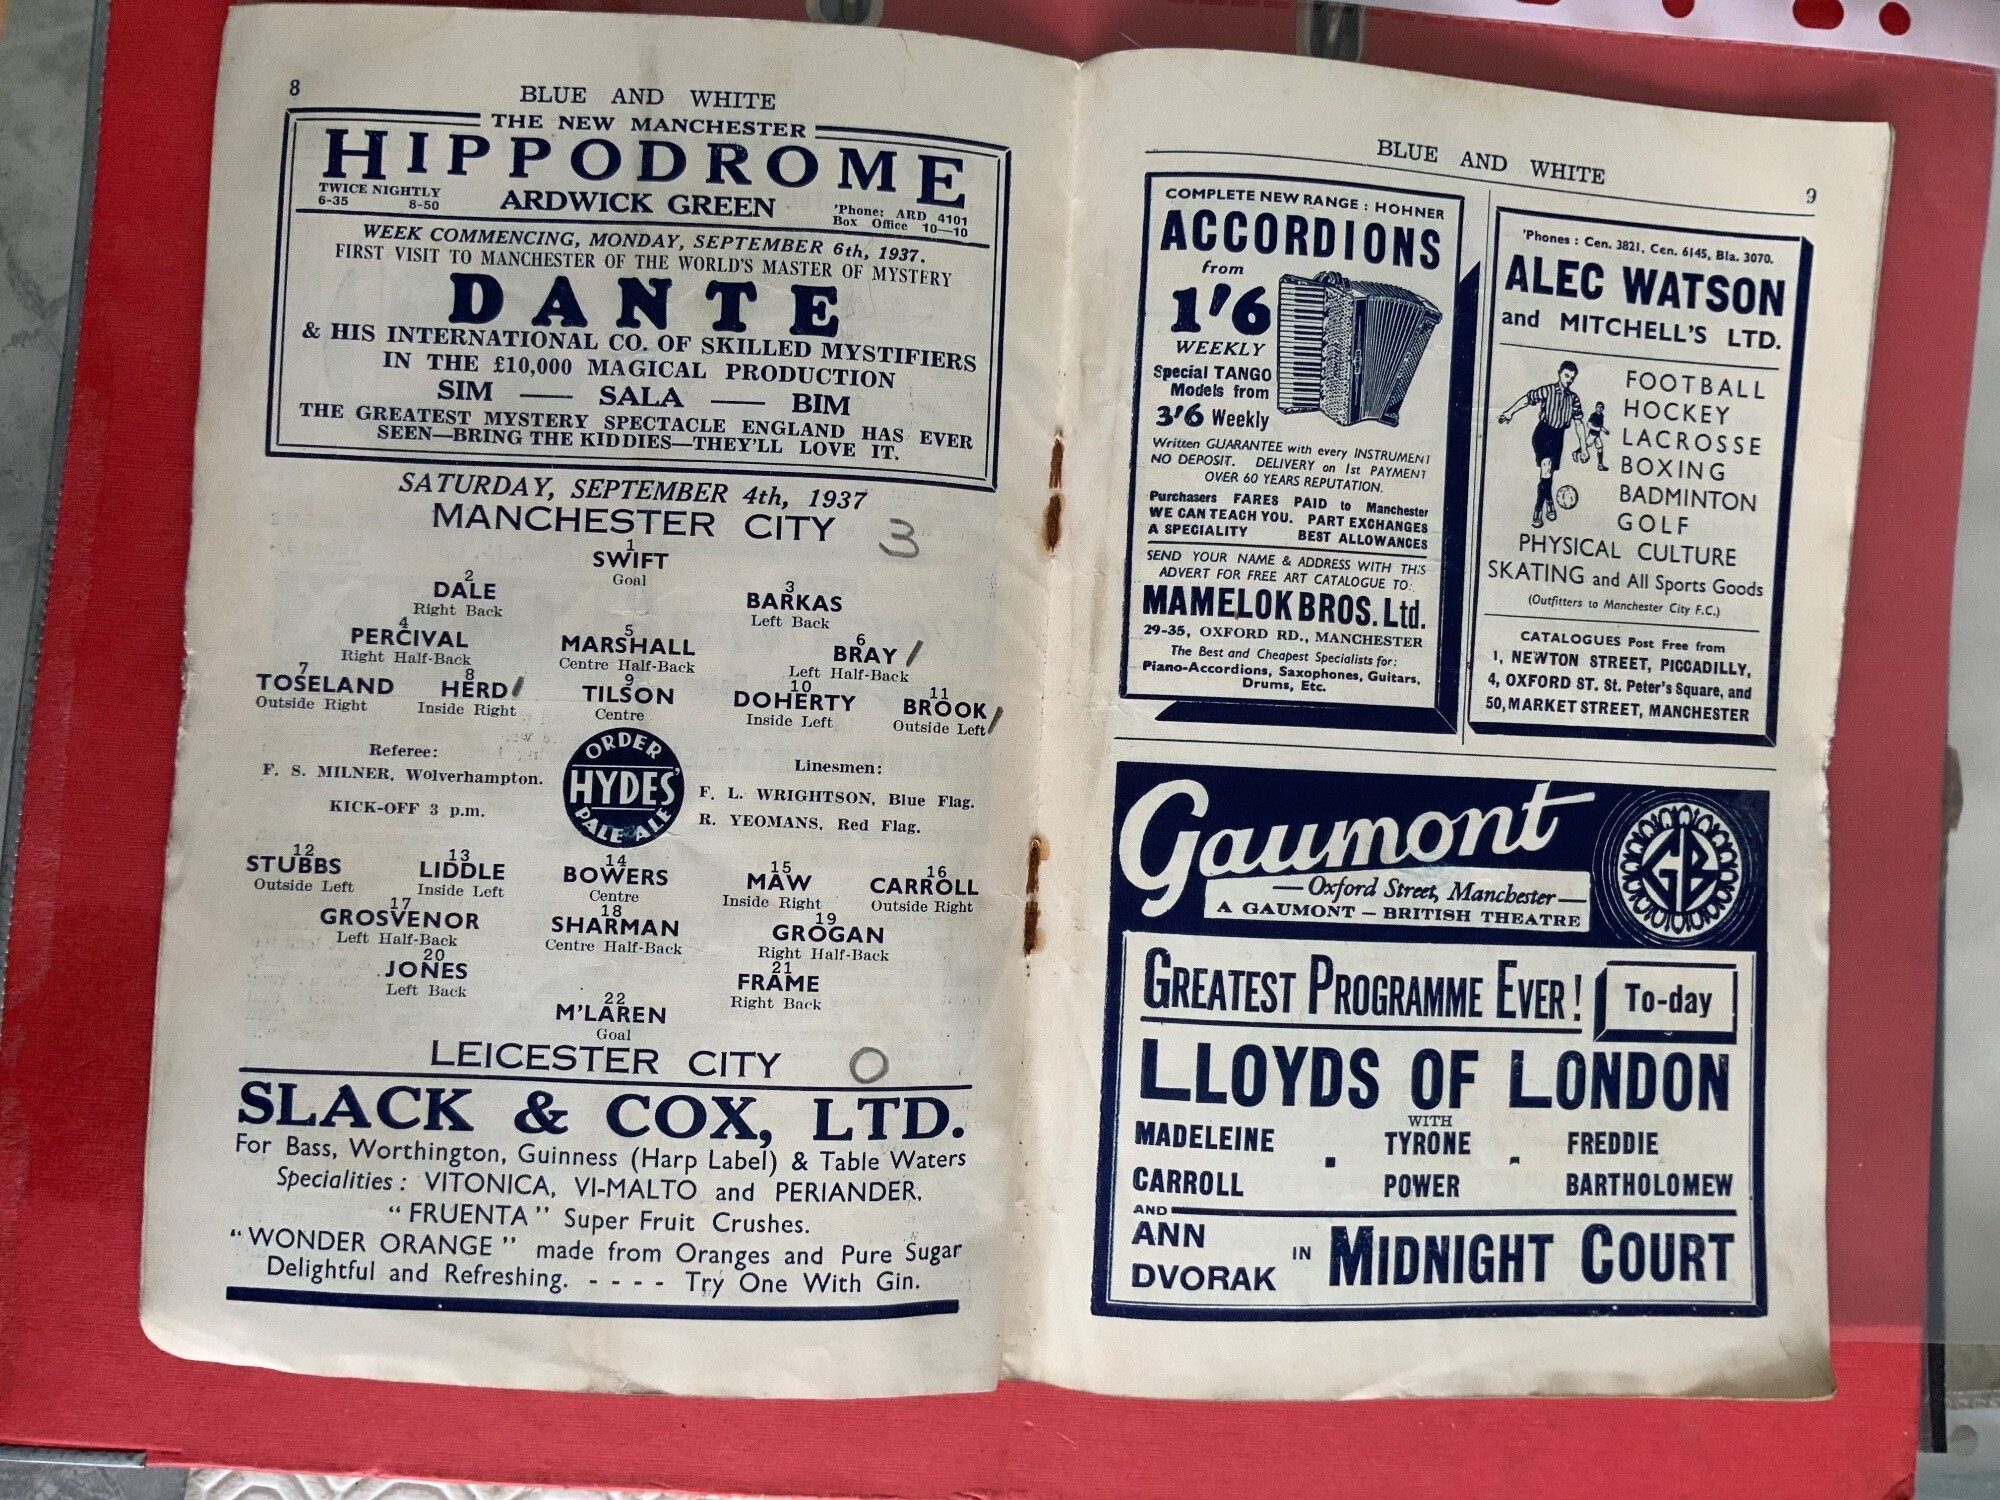 8
BLUE AND WHITE
THE NEW MANCHESTER
HIPPODROME
TWICE NIGHTLY
6-35 8-50
ARDWICK GREEN
'Phone: ARD 4101
Box Office 10—10
WEEK COMMENCING, MONDAY, SEPTEMBER 6th, 1937.
FIRST VISIT TO MANCHESTER OF THE WORLD'S MASTER OF MYSTERY
DANTE
& HIS INTERNATIONAL CO. OF SKILLED MYSTIFIERS
IN THE £10,000 MAGICAL PRODUCTION
SIM — SALA — BIM
THE GREATEST MYSTERY SPECTACLE ENGLAND HAS EVER
SEEN—BRING THE KIDDIES—THEY'LL LOVE IT.
SATURDAY, SEPTEMBER 4th, 1937
MANCHESTER CITY 3
1
SWIFT
Goal
2 3
DALE BARKAS
Right Back Left Back
4 5 6
PERCIVAL MARSHALL BRAY /
Right Half-Back Centre Half-Back Left Half-Back
7 8 9 10 11
TOSELAND HERD / TILSON DOHERTY BROOK /
Outside Right Inside Right Centre Inside Left Outside Left
Referee:
F. S. MILNER, Wolverhampton.
KICK-OFF 3 p.m.
ORDER
HYDES'
PALE ALE
Linesmen:
F. L. WRIGHTSON, Blue Flag.
R. YEOMANS, Red Flag.
12 13 14 15 16
STUBBS LIDDLE BOWERS MAW CARROLL
Outside Left Inside Left Centre Inside Right Outside Right
17 18 19
GROSVENOR SHARMAN GROGAN
Left Half-Back Centre Half-Back Right Half-Back
20 21
JONES FRAME
Left Back Right Back
22
M'LAREN
Goal
LEICESTER CITY 0
SLACK & COX, LTD.
For Bass, Worthington, Guinness (Harp Label) & Table Waters
Specialities : VITONICA, VI-MALTO and PERIANDER,
"FRUENTA" Super Fruit Crushes.
"WONDER ORANGE" made from Oranges and Pure Sugar
Delightful and Refreshing. - - - - Try One With Gin.
BLUE AND WHITE
9
COMPLETE NEW RANGE : HOHNER
ACCORDIONS
from
1'6
WEEKLY
Special TANGO
Models from
3'6 Weekly
Written GUARANTEE with every INSTRUMENT
NO DEPOSIT. DELIVERY on 1st PAYMENT
OVER 60 YEARS REPUTATION.
Purchasers FARES PAID to Manchester
WE CAN TEACH YOU. PART EXCHANGES
A SPECIALITY BEST ALLOWANCES
SEND YOUR NAME & ADDRESS WITH THIS
ADVERT FOR FREE ART CATALOGUE TO:
MAMELOK BROS. Ltd.
29-35, OXFORD RD., MANCHESTER
The Best and Cheapest Specialists for:
Piano-Accordions, Saxophones, Guitars,
Drums, Etc.
'Phones : Cen. 3821, Cen. 6145, Bla. 3070.
ALEC WATSON
and MITCHELL'S LTD.
FOOTBALL
HOCKEY
LACROSSE
BOXING
BADMINTON
GOLF
PHYSICAL CULTURE
SKATING and All Sports Goods
(Outfitters to Manchester City F.C.)
CATALOGUES Post Free from
1, NEWTON STREET, PICCADILLY,
4, OXFORD ST. St. Peter's Square, and
50, MARKET STREET, MANCHESTER
Gaumont
—Oxford Street, Manchester—
A GAUMONT – BRITISH THEATRE
GB
GREATEST PROGRAMME EVER!
To-day
LLOYDS OF LONDON
WITH
MADELEINE . TYRONE . FREDDIE
CARROLL POWER BARTHOLOMEW
AND
ANN
DVORAK
IN MIDNIGHT COURT